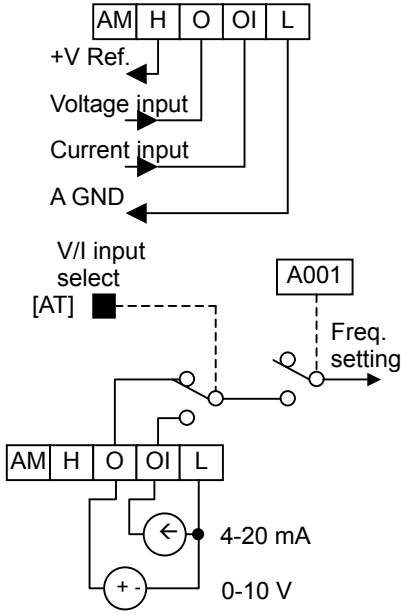 AM H O OI L
+V Ref.
Voltage input
Current input
A GND
V/I input
select
[AT]
A001
Freq.
setting
AM H O OI L
4-20 mA
+ -
0-10 V